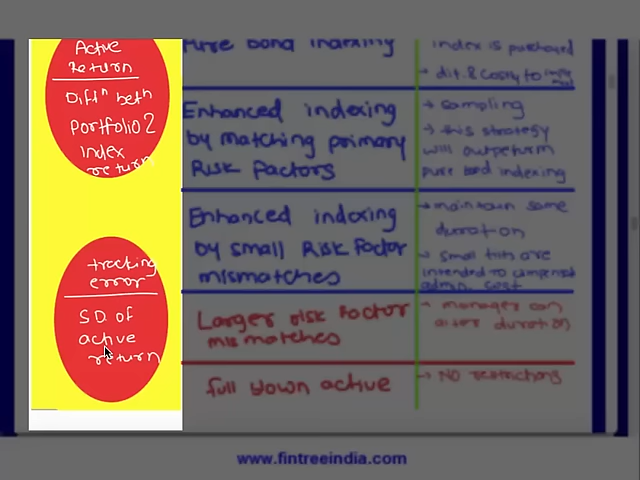 Active
Return
Diffⁿ betn
Portfolio &
index
return
tracking
error
S.D. of
active
return
Pure bond indexing
index is purchased
→ dif. & costly to
Enhanced indexing
by matching primary
Risk factors
→ sampling
→ this strategy
will outperform
pure bond indexing
Enhanced indexing
by small Risk factor
mismatches
→ maintain same
duration
→ small tilts are
intended to compensate
admin. cost
Larger risk factor
mismatches
→ manager can
alter duration
full blown active
→ NO restrictions
www.fintreeindia.com